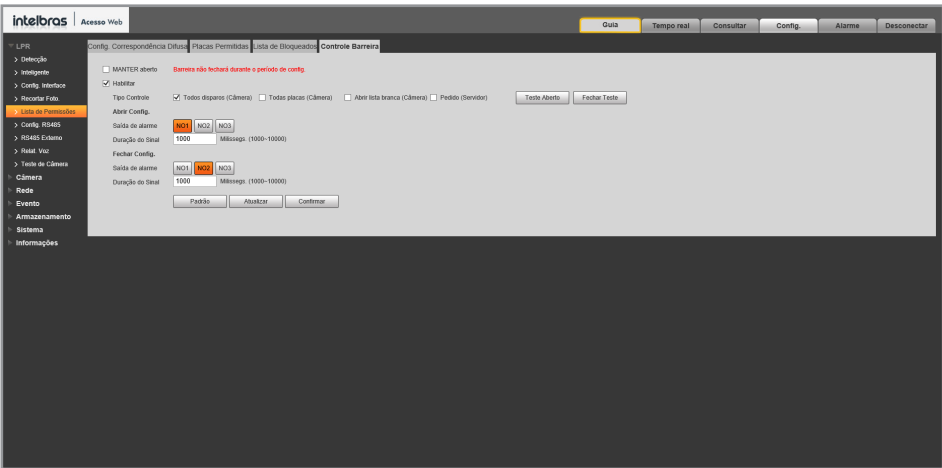 intelbras Acesso Web
Guia Tempo real Consultar Config. Alarme Desconectar
LPR
Detecção
Inteligente
Config. Interface
Recortar Foto.
Lista de Permissões
Config. RS485
RS485 Externo
Relat. Voz
Teste de Câmera
Câmera
Rede
Evento
Armazenamento
Sistema
Informações
Config. Correspondência Difusa Placas Permitidas Lista de Bloqueados Controle Barreira
MANTER aberto Barreira não fechará durante o período de config.
Habilitar
Tipo Controle Todos disparos (Câmera) Todas placas (Câmera) Abrir lista branca (Câmera) Pedido (Servidor) Teste Aberto Fechar Teste
Abrir Config.
Saída de alarme NO1 NO2 NO3
Duração do Sinal 1000 Milissegs. (1000~10000)
Fechar Config.
Saída de alarme NO1 NO2 NO3
Duração do Sinal 1000 Milissegs. (1000~10000)
Padrão Atualizar Confirmar